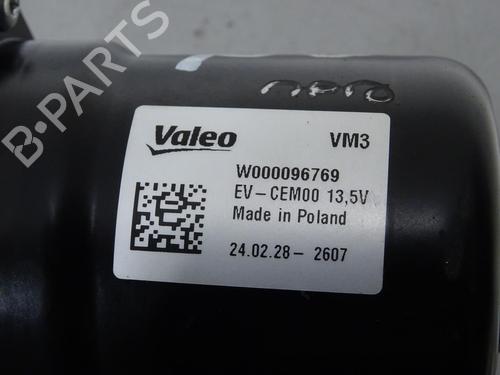 Valeo VM3
W000096769
EV-CEM00 13,5V
Made in Poland
24.02.28- 2607
B-PARTS